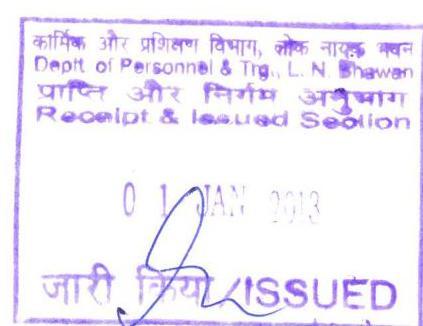 कार्मिक और प्रशिक्षण विभाग, लोक नायक भवन
Deptt of Personnel & Trg., L. N. Bhawan
प्राप्ति और निर्गम अनुभाग
Receipt & Issued Section
0 1 JAN 2013
जारी किया/ISSUED